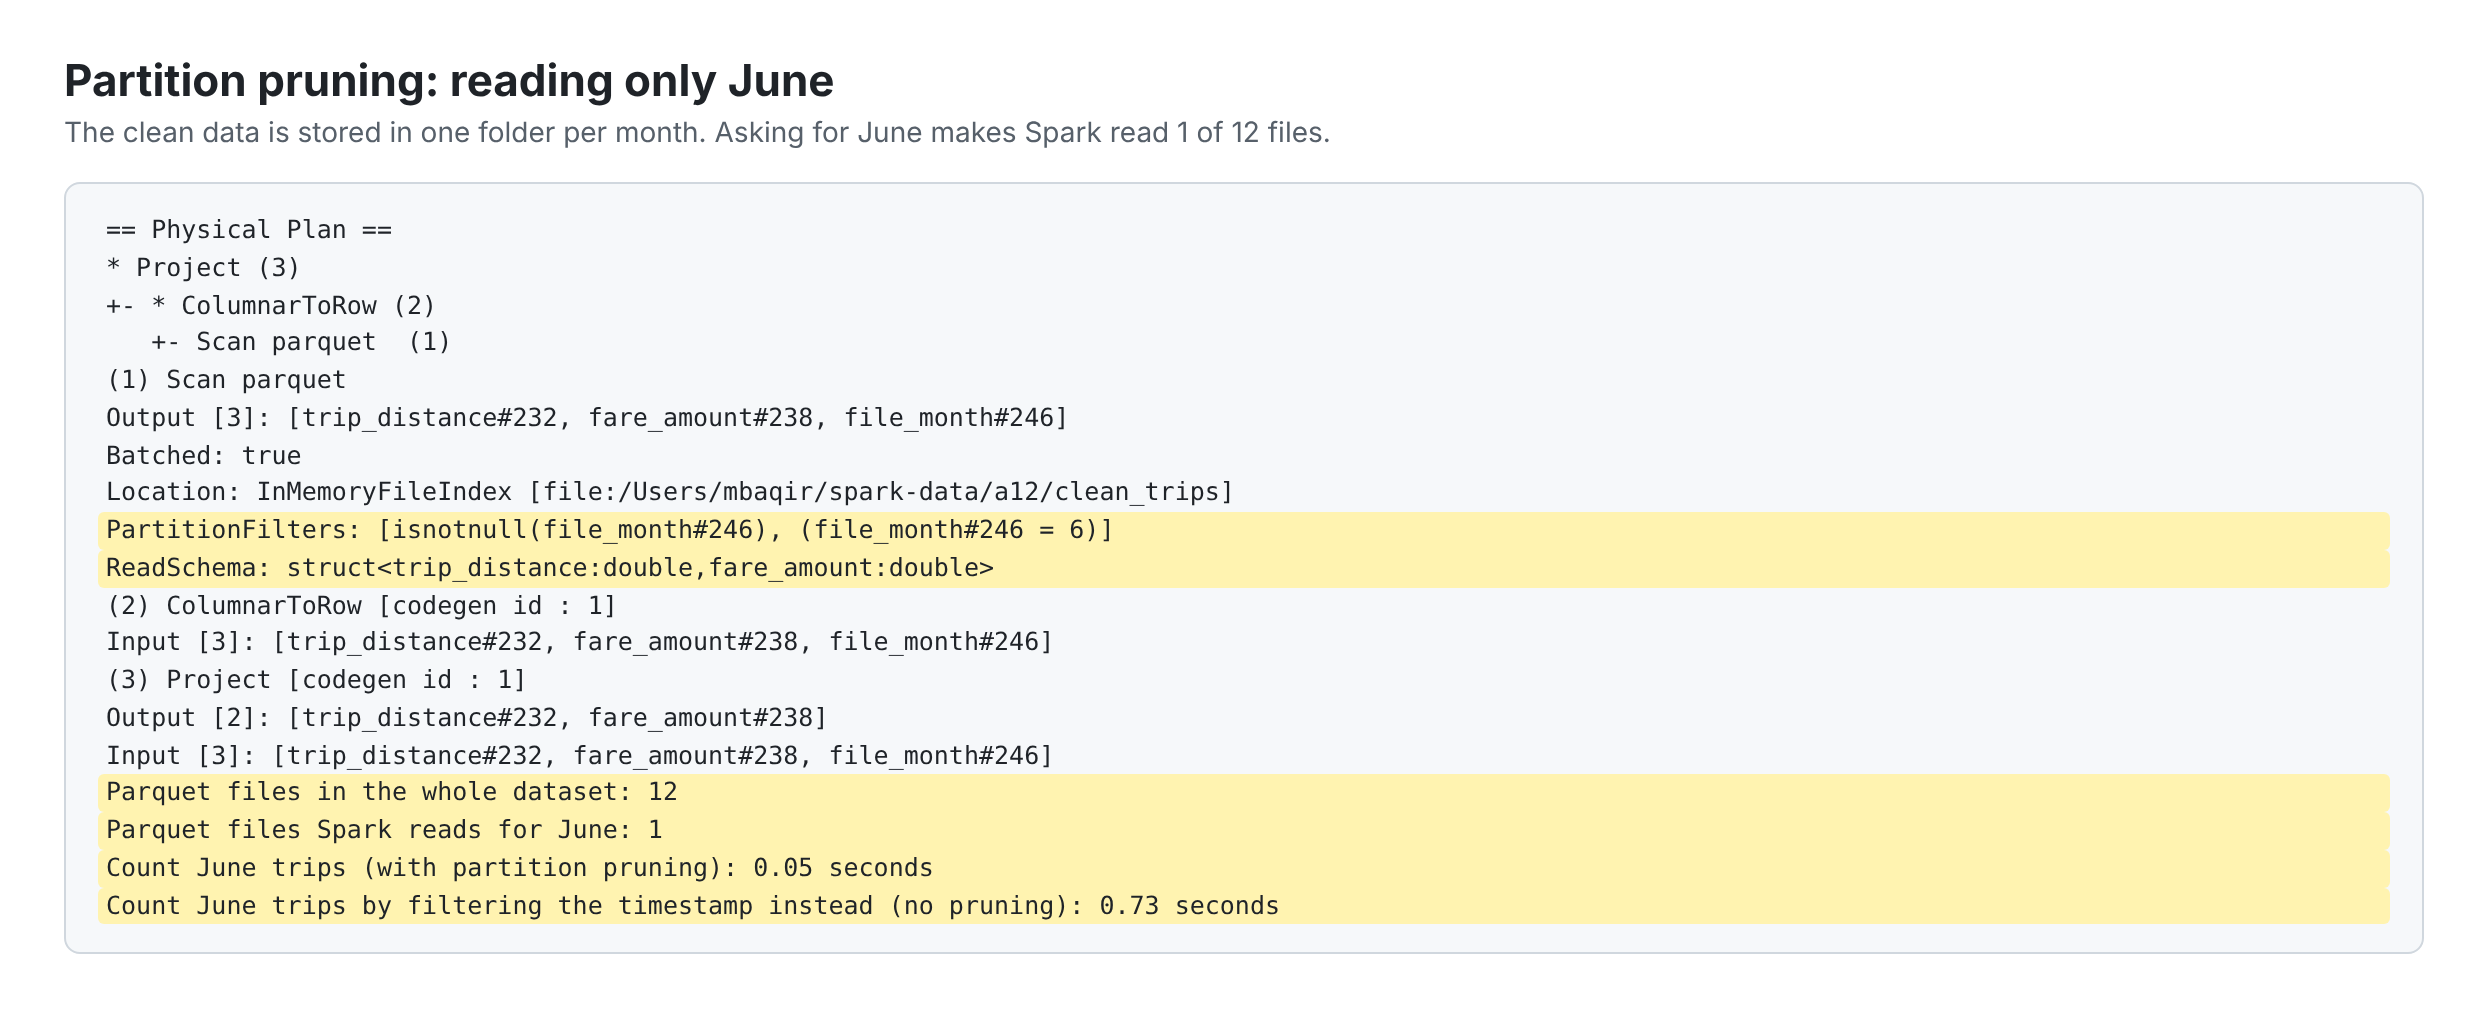 Partition pruning: reading only June
The clean data is stored in one folder per month. Asking for June makes Spark read 1 of 12 files.
== Physical Plan ==
* Project (3)
+- * ColumnarToRow (2)
   +- Scan parquet  (1)
(1) Scan parquet
Output [3]: [trip_distance#232, fare_amount#238, file_month#246]
Batched: true
Location: InMemoryFileIndex [file:/Users/mbaqir/spark-data/a12/clean_trips]
PartitionFilters: [isnotnull(file_month#246), (file_month#246 = 6)]
ReadSchema: struct<trip_distance:double,fare_amount:double>
(2) ColumnarToRow [codegen id : 1]
Input [3]: [trip_distance#232, fare_amount#238, file_month#246]
(3) Project [codegen id : 1]
Output [2]: [trip_distance#232, fare_amount#238]
Input [3]: [trip_distance#232, fare_amount#238, file_month#246]
Parquet files in the whole dataset: 12
Parquet files Spark reads for June: 1
Count June trips (with partition pruning): 0.05 seconds
Count June trips by filtering the timestamp instead (no pruning): 0.73 seconds